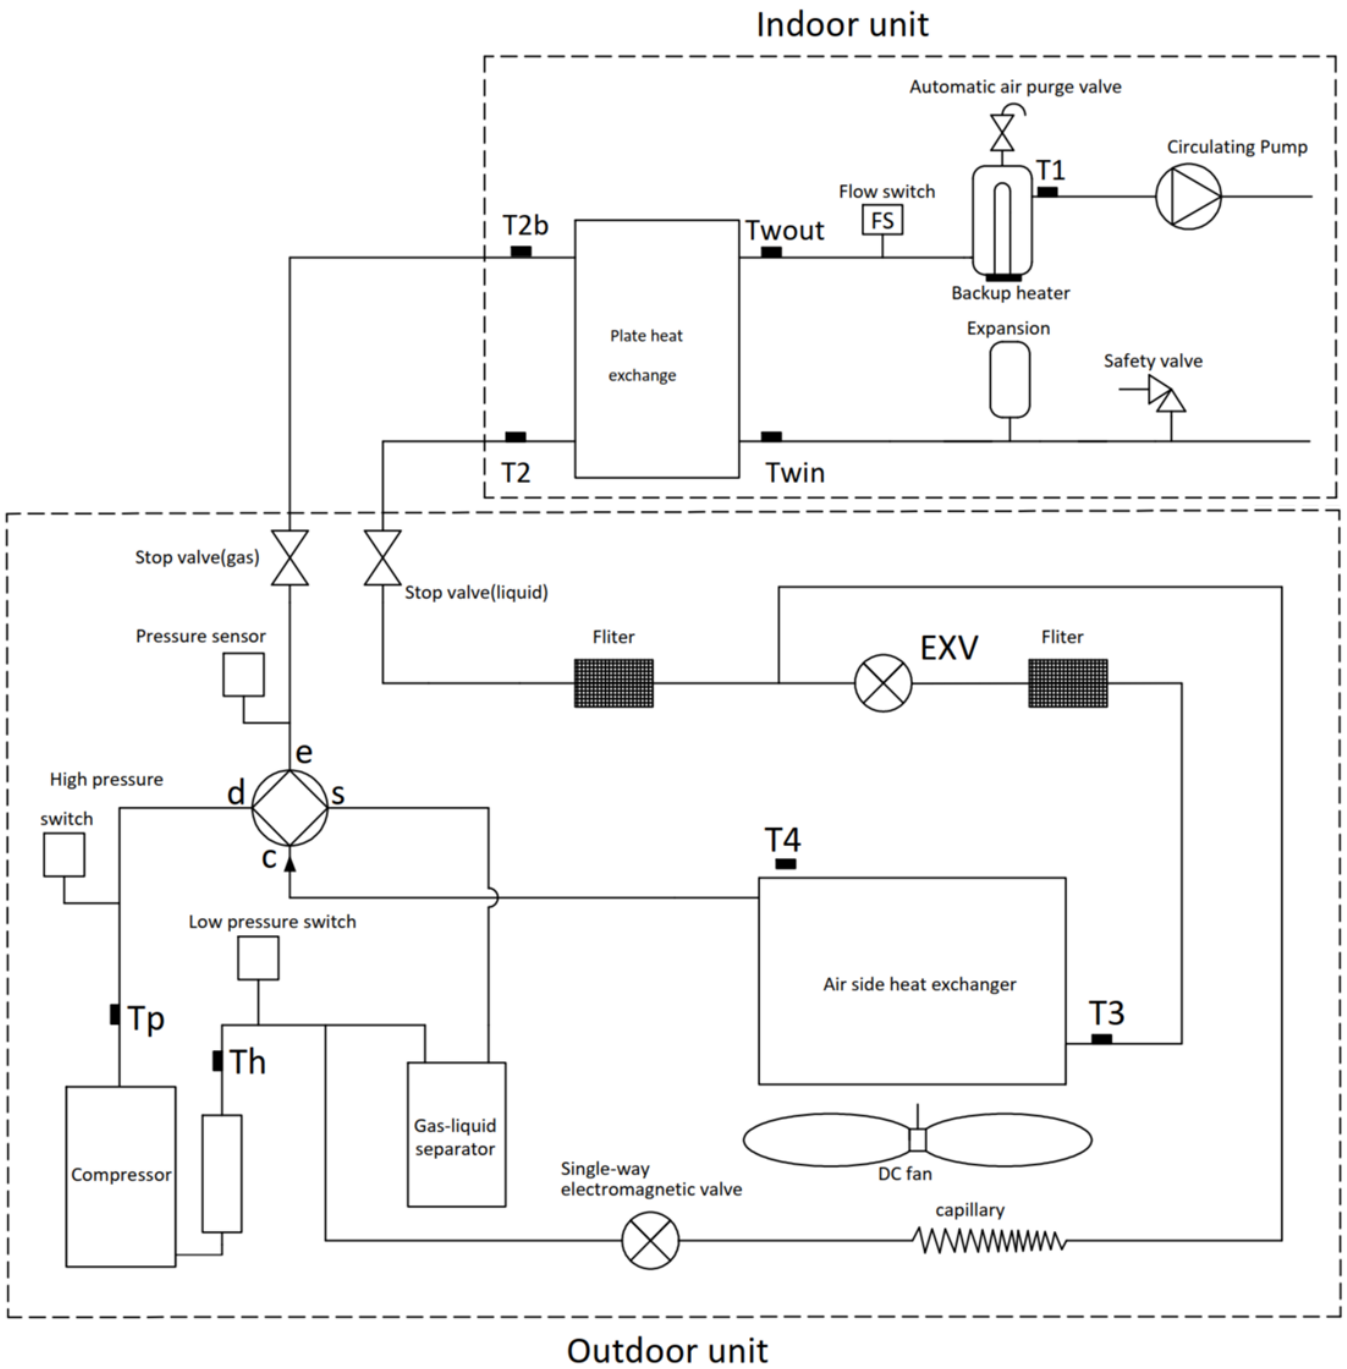 Indoor unit
Automatic air purge valve
Circulating Pump
T1
Flow switch
FS
T2b
Twout
Backup heater
Expansion
Plate heat
exchange
Safety valve
T2
Twin
Stop valve(gas)
Stop valve(liquid)
Pressure sensor
Fliter
EXV
Fliter
e
High pressure
d
s
switch
c
T4
Low pressure switch
Air side heat exchanger
Tp
T3
Th
Gas-liquid
separator
Compressor
Single-way
electromagnetic valve
DC fan
capillary
Outdoor unit